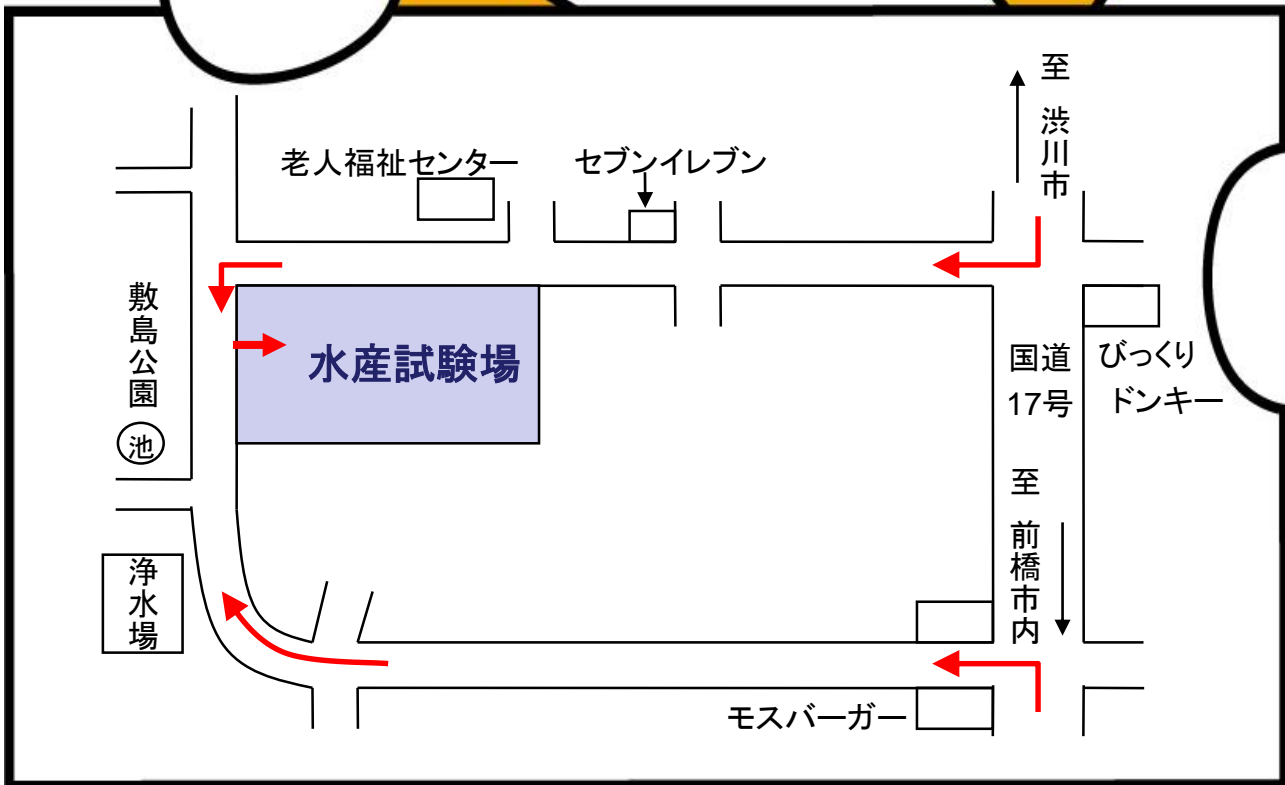 至 渋川市
老人福祉センター
セブンイレブン
敷島公園
池
水産試験場
国道
17号
びっくり
ドンキー
至 前橋市内
浄水場
モスバーガー